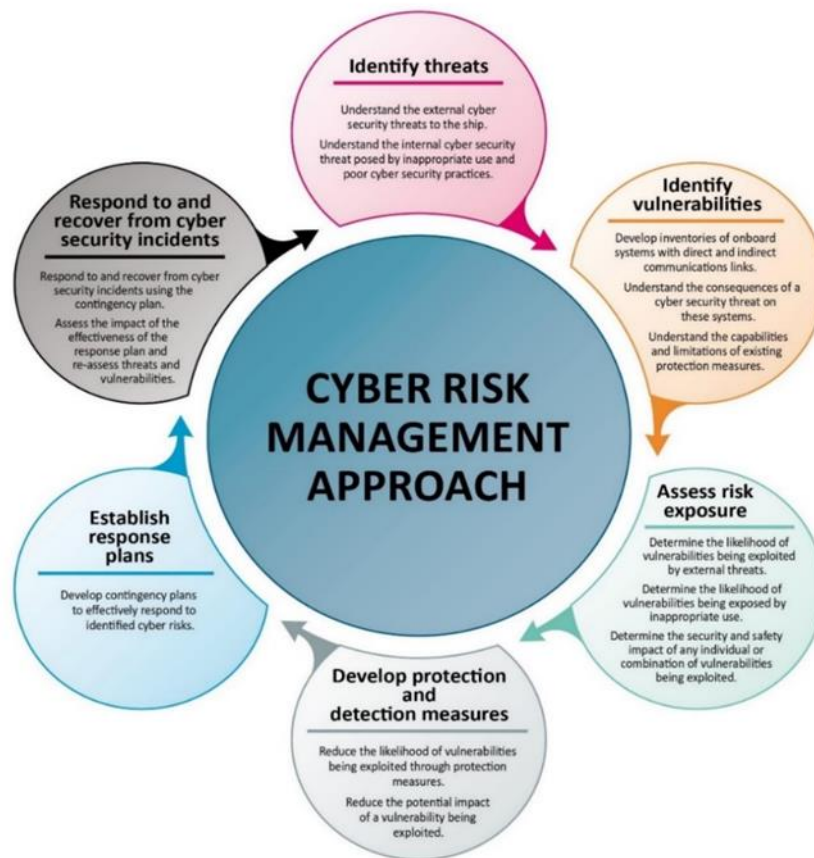 Identify threats
Understand the external cyber
security threats to the ship.
Understand the internal cyber security
threat posed by inappropriate use and
poor cyber security practices.
Identify
vulnerabilities
Develop inventories of onboard
systems with direct and indirect
communications links.
Understand the consequences of a
cyber security threat on
these systems.
Understand the capabilities
and limitations of existing
protection measures.
Assess risk
exposure
Determine the likelihood of
vulnerabilities being exploited
by external threats.
Determine the likelihood of
vulnerabilities being exposed by
inappropriate use.
Determine the security and safety
impact of any individual or
combination of vulnerabilities
being exploited.
Develop protection
and
detection measures
Reduce the likelihood of vulnerabilities
being exploited through protection
measures.
Reduce the potential impact
of a vulnerability being
exploited.
Establish
response
plans
Develop contingency plans
to effectively respond to
identified cyber risks.
Respond to and
recover from cyber
security incidents
Respond to and recover from cyber
security incidents using the
contingency plan.
Assess the impact of the
effectiveness of the
response plan and
re-assess threats and
vulnerabilities.
CYBER RISK
MANAGEMENT
APPROACH